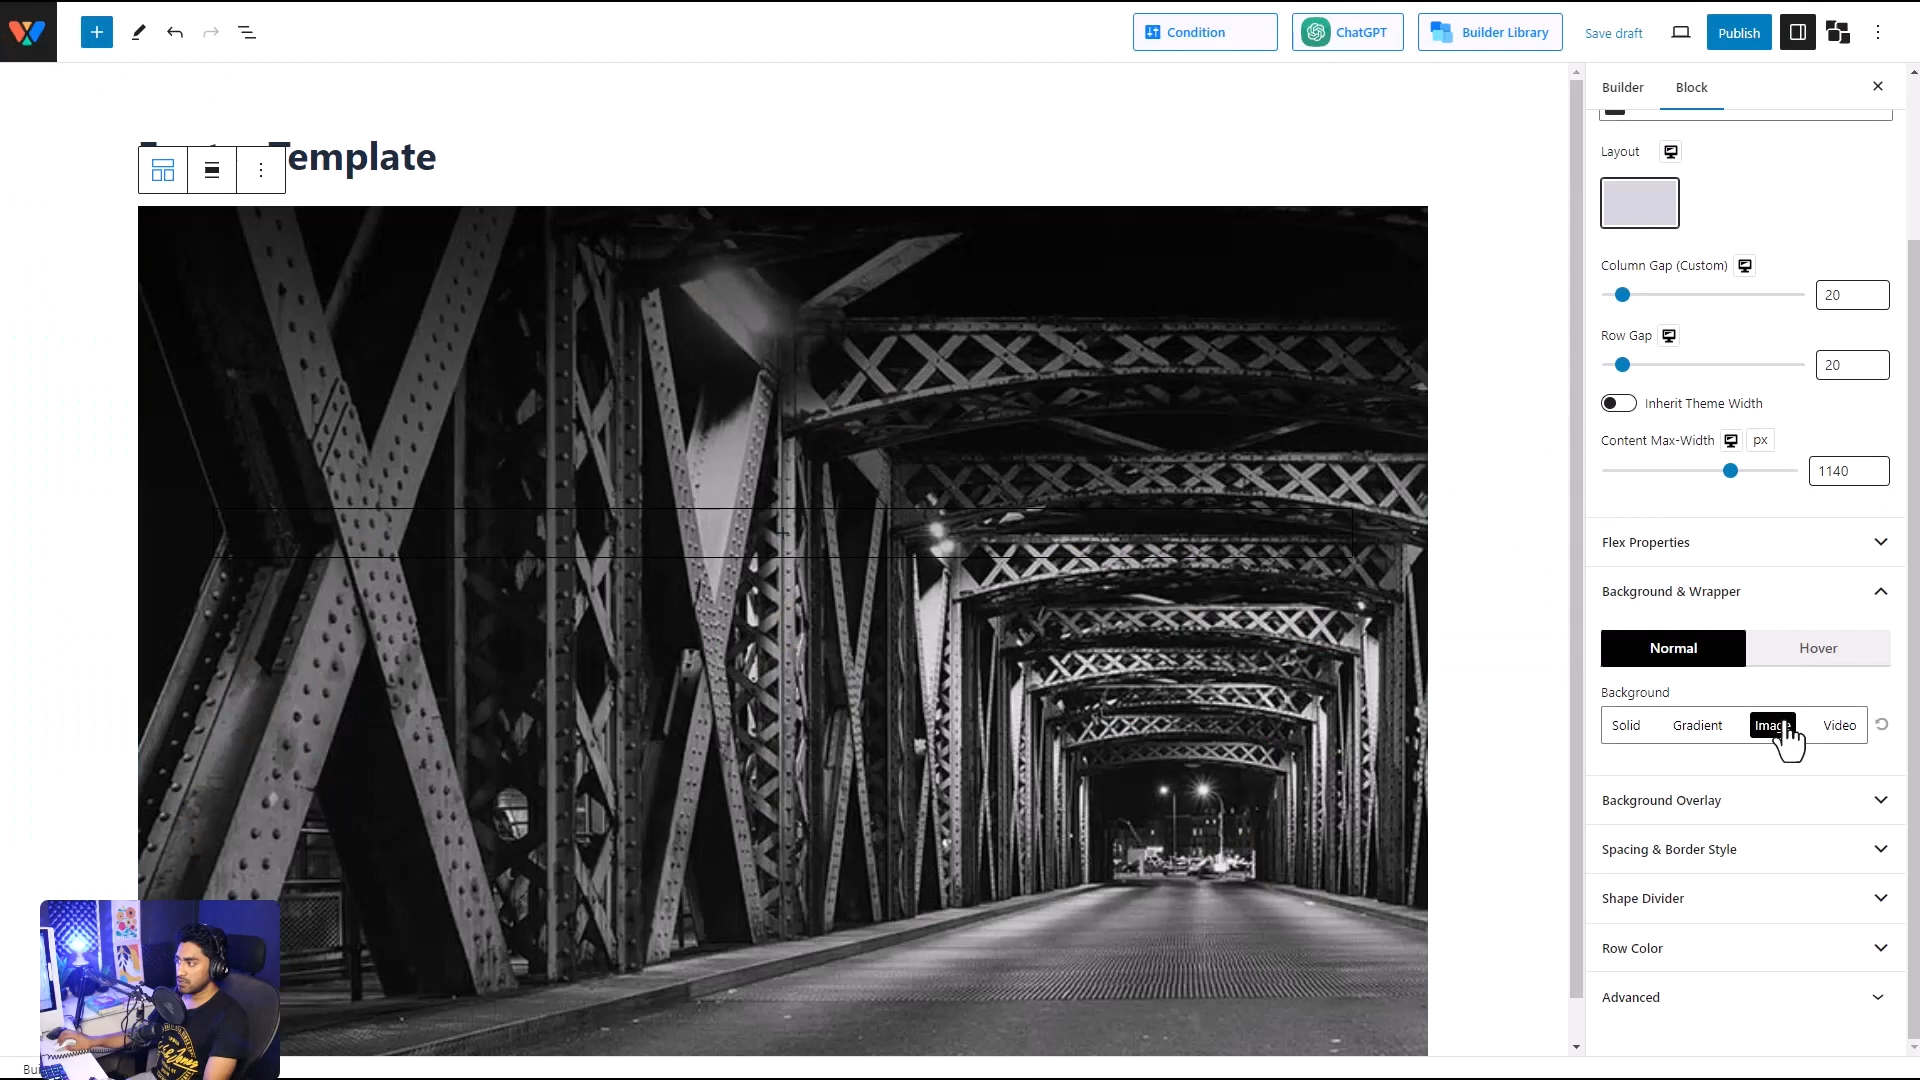 Condition
ChatGPT
Builder Library
Save draft
Publish
Builder
Block
Template
Layout
Column Gap (Custom)
20
Row Gap
20
Inherit Theme Width
Content Max-Width
px
1140
Flex Properties
Background & Wrapper
Normal
Hover
Background
Solid
Gradient
Image
Video
Background Overlay
Spacing & Border Style
Shape Divider
Row Color
Advanced